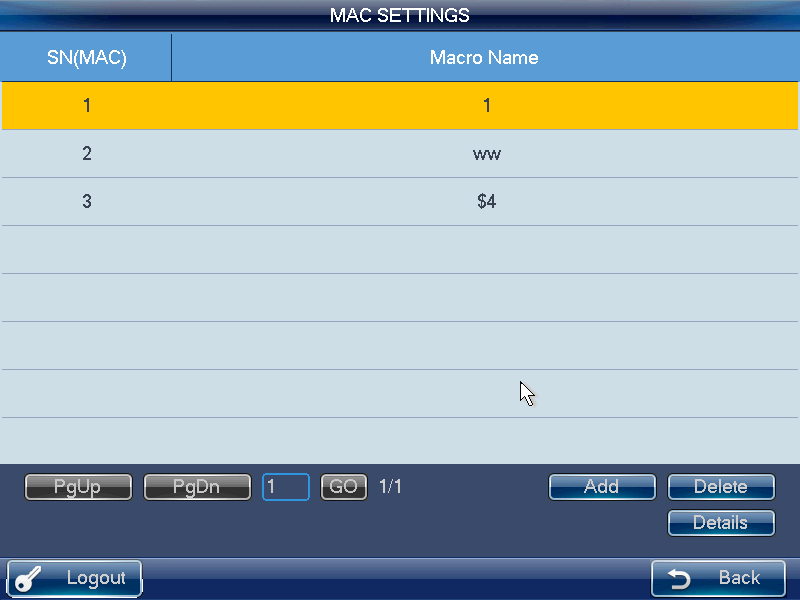 MAC SETTINGS
SN(MAC) Macro Name
1 1
2 ww
3 $4
PgUp PgDn 1 GO 1/1 Add Delete
Details
Logout Back